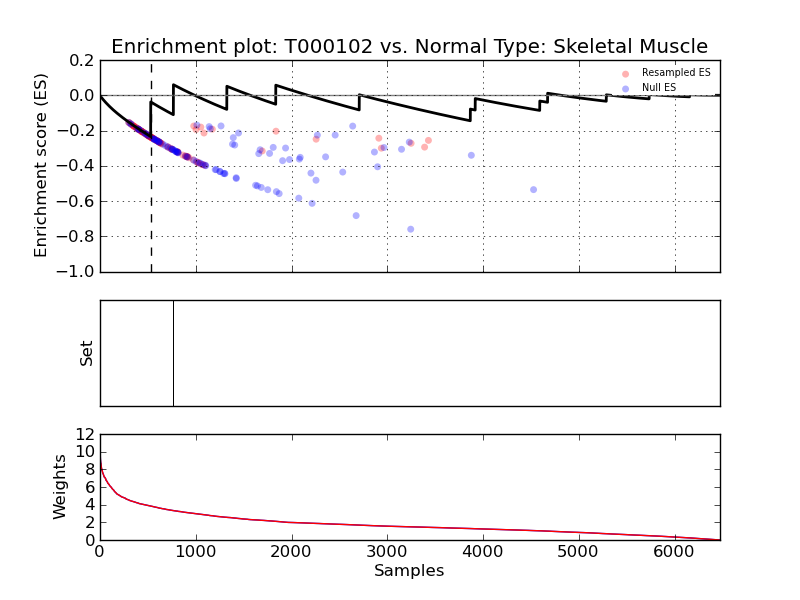 Enrichment plot: T000102 vs. Normal Type: Skeletal Muscle
Enrichment score (ES)
0.2
0.0
−0.2
−0.4
−0.6
−0.8
−1.0
Resampled ES
Null ES
Set
Weights
12
10
8
6
4
2
0
0 1000 2000 3000 4000 5000 6000
Samples